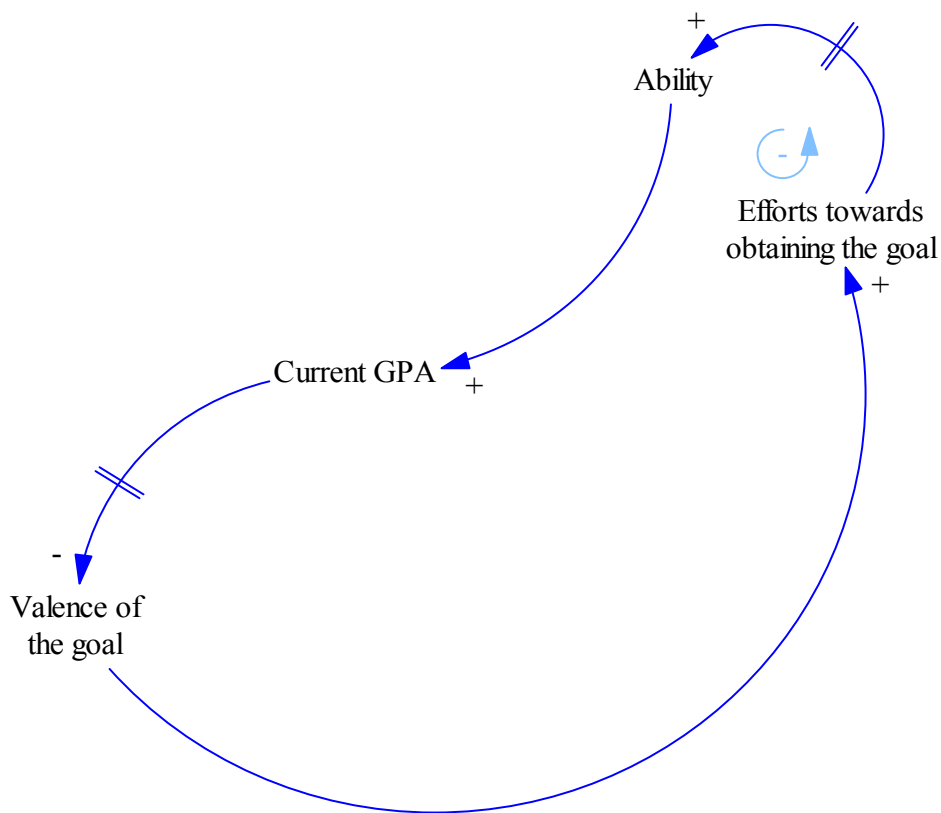 +
Ability
-
Efforts towards
obtaining the goal
+
Current GPA
+
-
Valence of
the goal